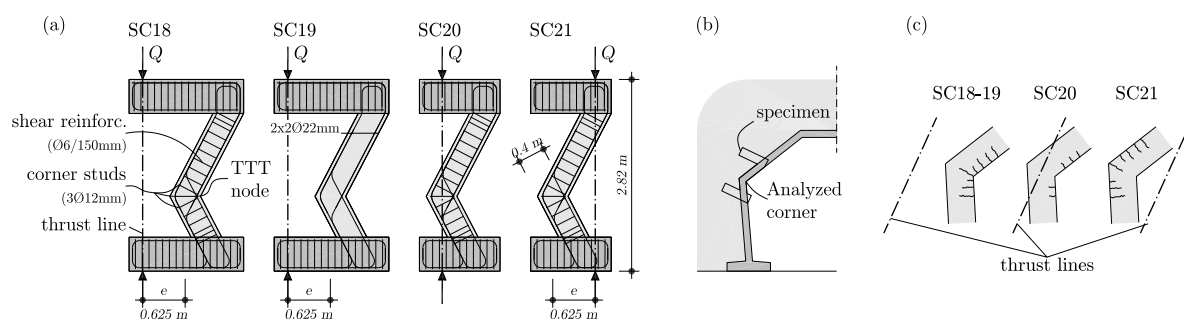 (a)
SC18
SC19
SC20
SC21
Q
Q
Q
Q
shear reinforc.
(Ø6/150mm)
corner studs
(3Ø12mm)
thrust line
TTT
node
2x2Ø22mm
0.4 m
2.82 m
e
0.625 m
e
0.625 m
e
0.625 m
(b)
specimen
Analyzed
corner
(c)
SC18-19
SC20
SC21
thrust lines